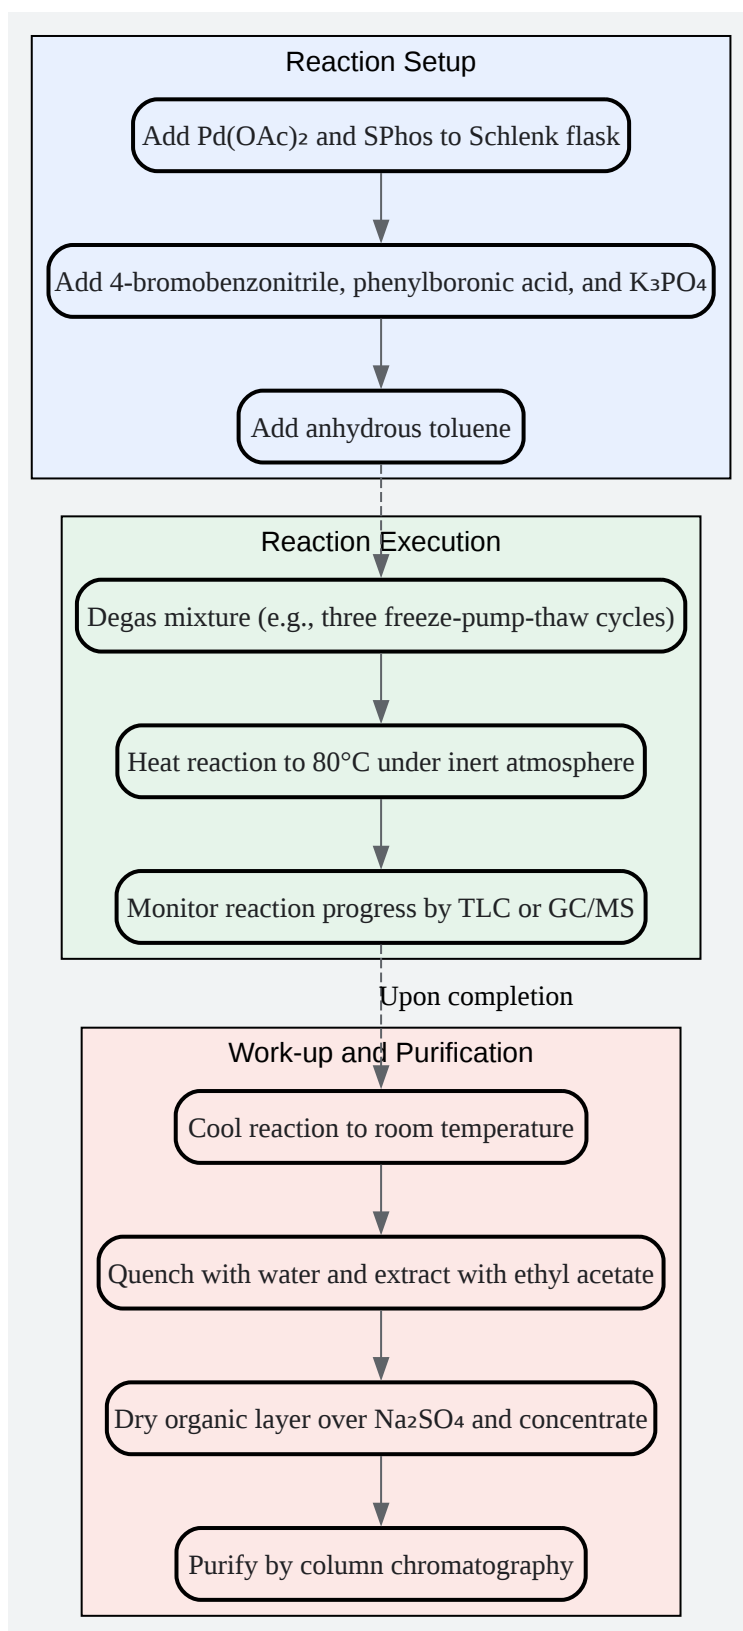 Reaction Setup
Add Pd(OAc)₂ and SPhos to Schlenk flask
Add 4-bromobenzonitrile, phenylboronic acid, and K₃PO₄
Add anhydrous toluene
Reaction Execution
Degas mixture (e.g., three freeze-pump-thaw cycles)
Heat reaction to 80°C under inert atmosphere
Monitor reaction progress by TLC or GC/MS
Upon completion
Work-up and Purification
Cool reaction to room temperature
Quench with water and extract with ethyl acetate
Dry organic layer over Na₂SO₄ and concentrate
Purify by column chromatography